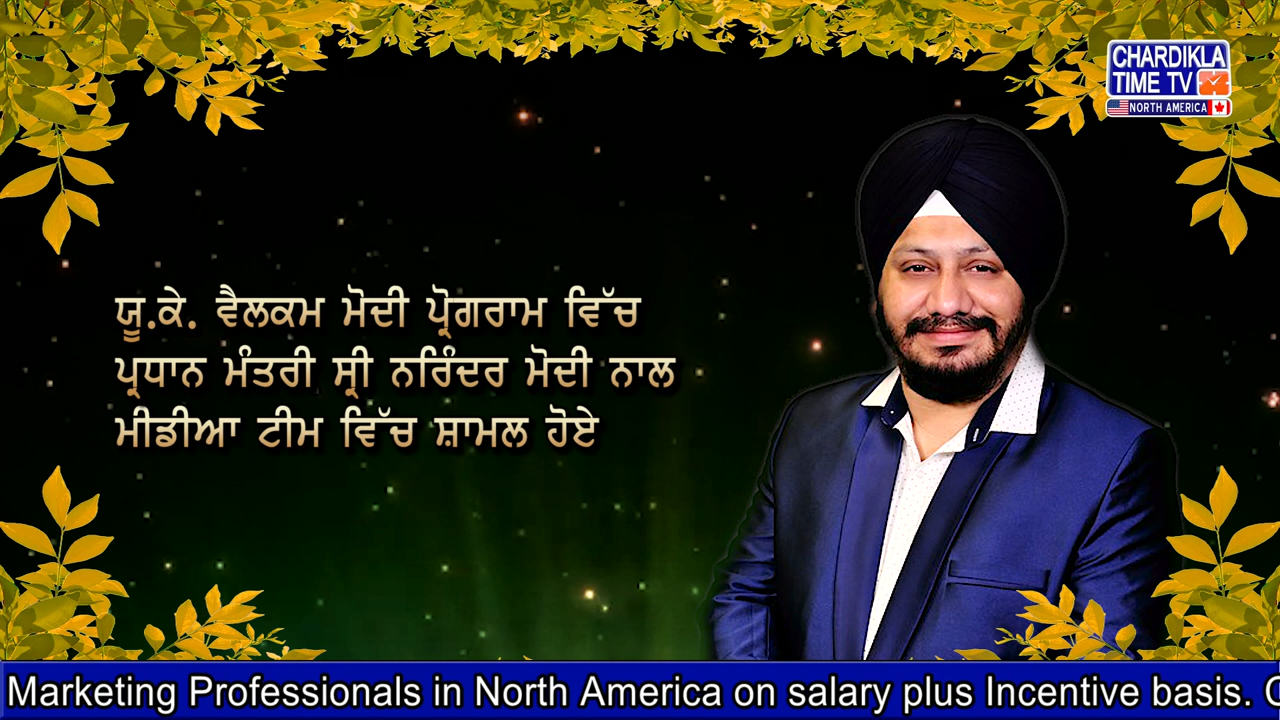 CHARDIKLA
TIME TV
NORTH AMERICA
ਯੂ.ਕੇ. ਵੈਲਕਮ ਮੋਦੀ ਪ੍ਰੋਗਰਾਮ ਵਿੱਚ
ਪ੍ਰਧਾਨ ਮੰਤਰੀ ਸ੍ਰੀ ਨਰਿੰਦਰ ਮੋਦੀ ਨਾਲ
ਮੀਡੀਆ ਟੀਮ ਵਿੱਚ ਸ਼ਾਮਲ ਹੋਏ
Marketing Professionals in North America on salary plus Incentive basis.